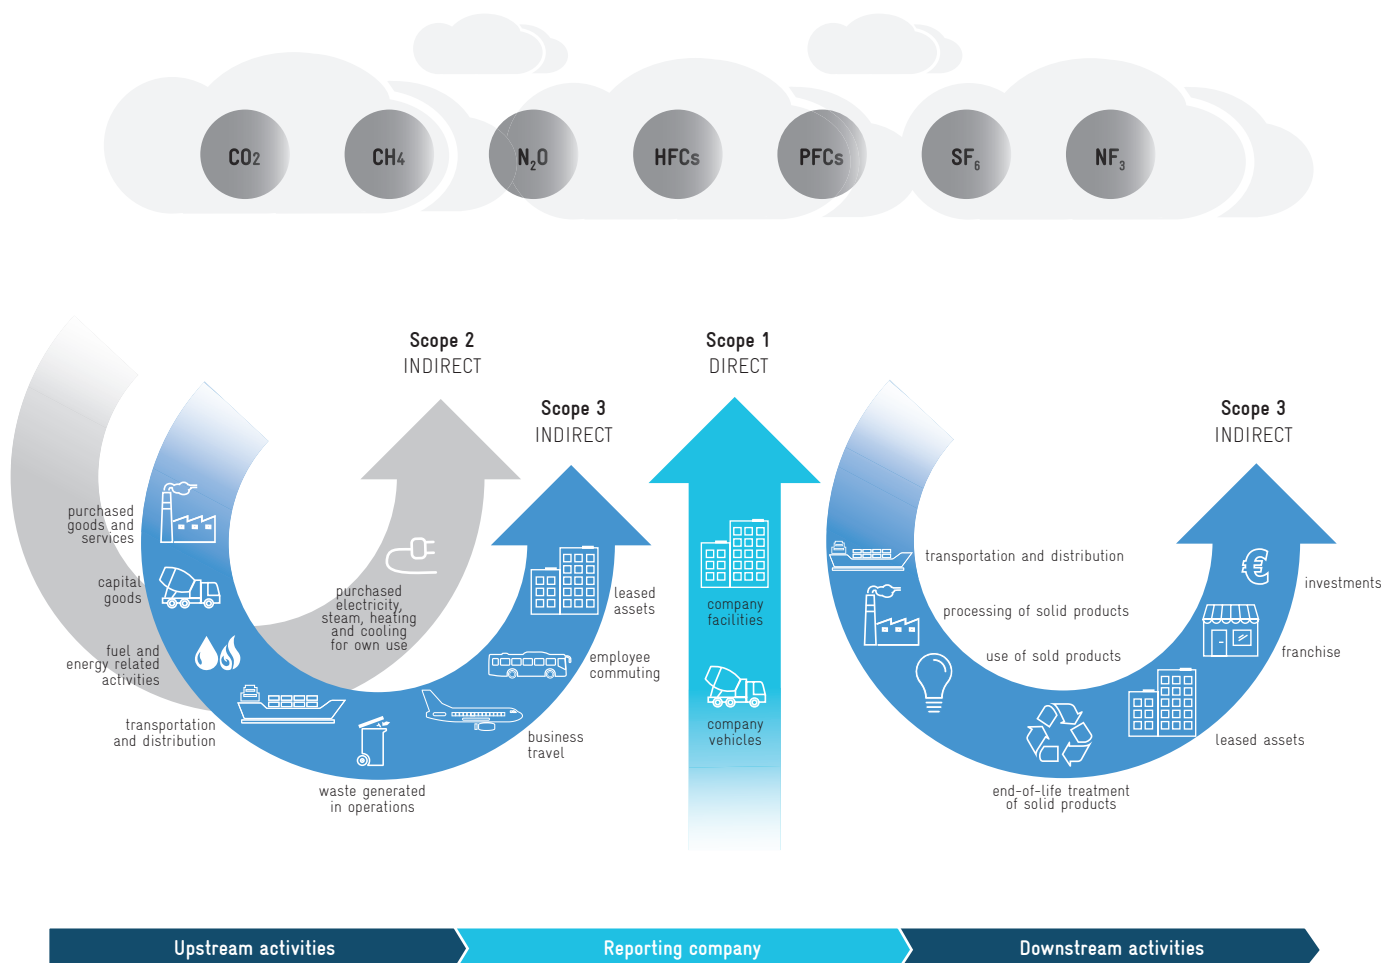 CO2
CH4
N2O
HFCs
PFCs
SF6
NF3
Scope 2
INDIRECT
Scope 3
INDIRECT
Scope 1
DIRECT
Scope 3
INDIRECT
purchased
goods and
services
capital
goods
fuel and
energy related
activities
transportation
and distribution
waste generated
in operations
business
travel
employee
commuting
leased
assets
purchased
electricity,
steam, heating
and cooling
for own use
company
facilities
company
vehicles
transportation and distribution
processing of solid products
use of sold products
end-of-life treatment
of solid products
leased assets
franchise
investments
Upstream activities
Reporting company
Downstream activities